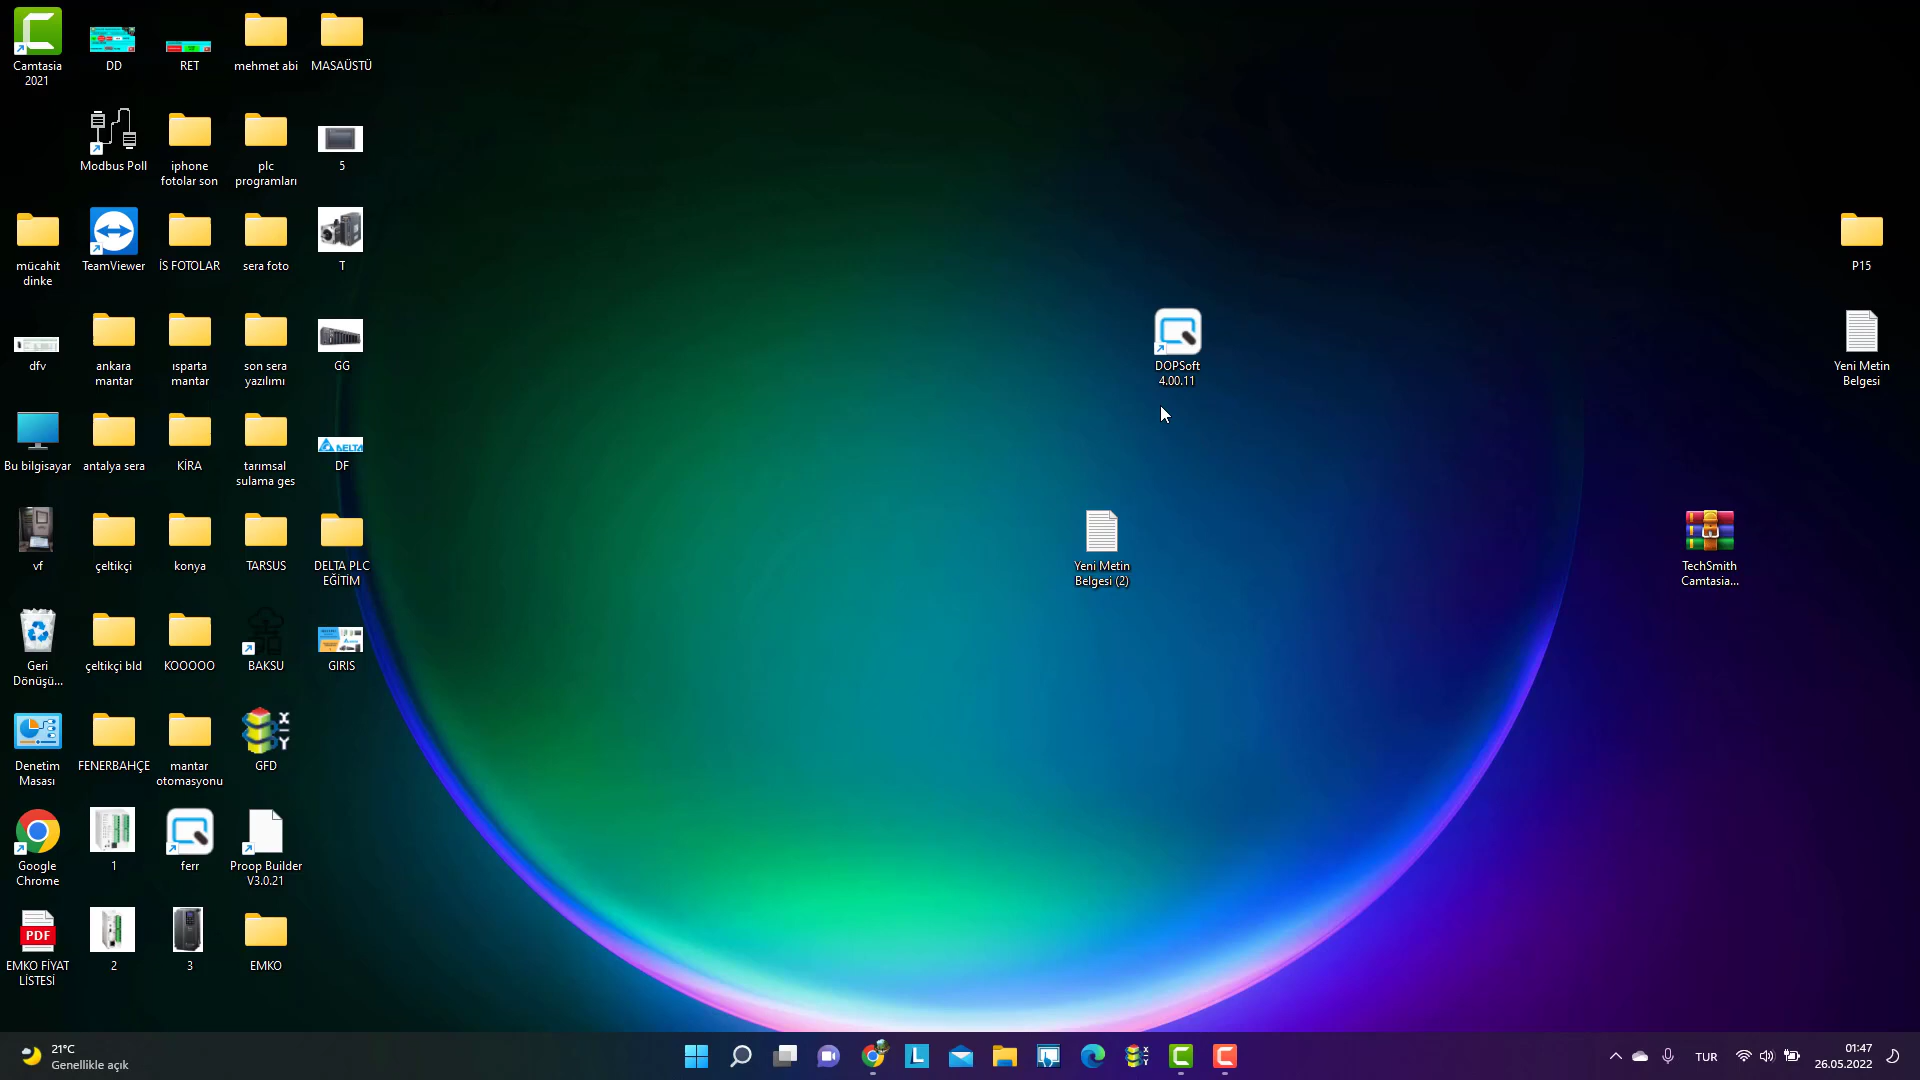 Camtasia
2021
DD
RET
mehmet abi
MASAÜSTÜ
Modbus Poll
iphone
fotolar son
plc
programları
5
mücahit
dinke
TeamViewer
İS FOTOLAR
sera foto
T
P15
dfv
ankara
mantar
ısparta
mantar
son sera
yazılımı
GG
DOPSoft
4.00.11
Yeni Metin
Belgesi
Bu bilgisayar
antalya sera
KİRA
tarımsal
sulama ges
DELTA
DF
vf
çeltikçi
konya
TARSUS
DELTA PLC
EĞİTİM
Yeni Metin
Belgesi (2)
TechSmith
Camtasia...
Geri
Dönüşü...
çeltikçi bld
KOOOOO
BAKSU
GIRIS
Denetim
Masası
FENERBAHÇE
mantar
otomasyonu
X
Y
GFD
Google
Chrome
1
ferr
Proop Builder
V3.0.21
PDF
EMKO FİYAT
LİSTESİ
2
3
EMKO
21°C
Genellikle açık
L
TUR
01:47
26.05.2022